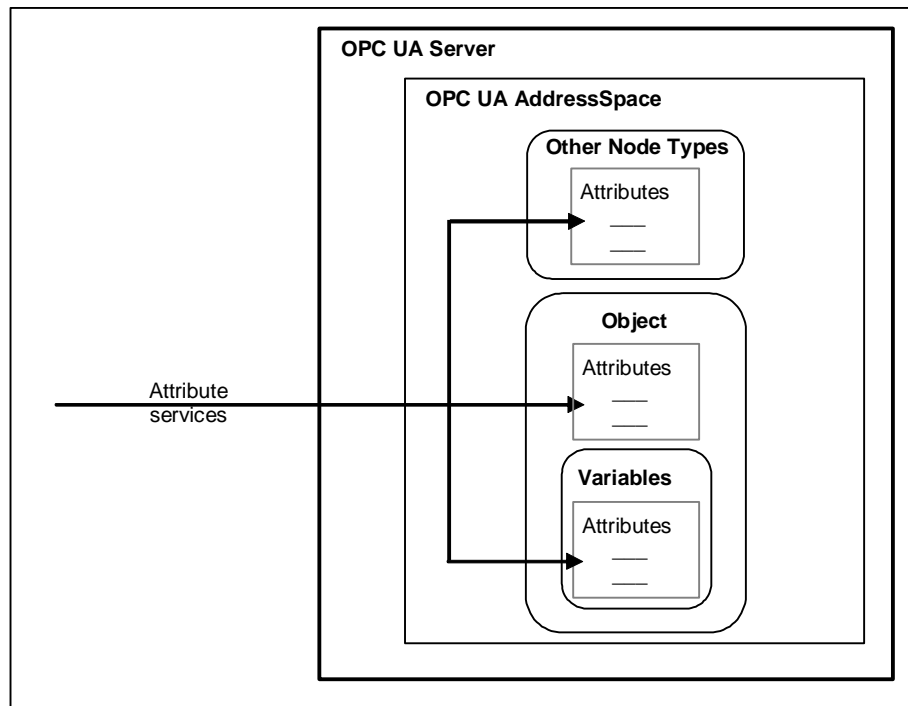 OPC UA Server
OPC UA AddressSpace
Other Node Types
Attributes
Object
Attributes
Attribute
services
Variables
Attributes